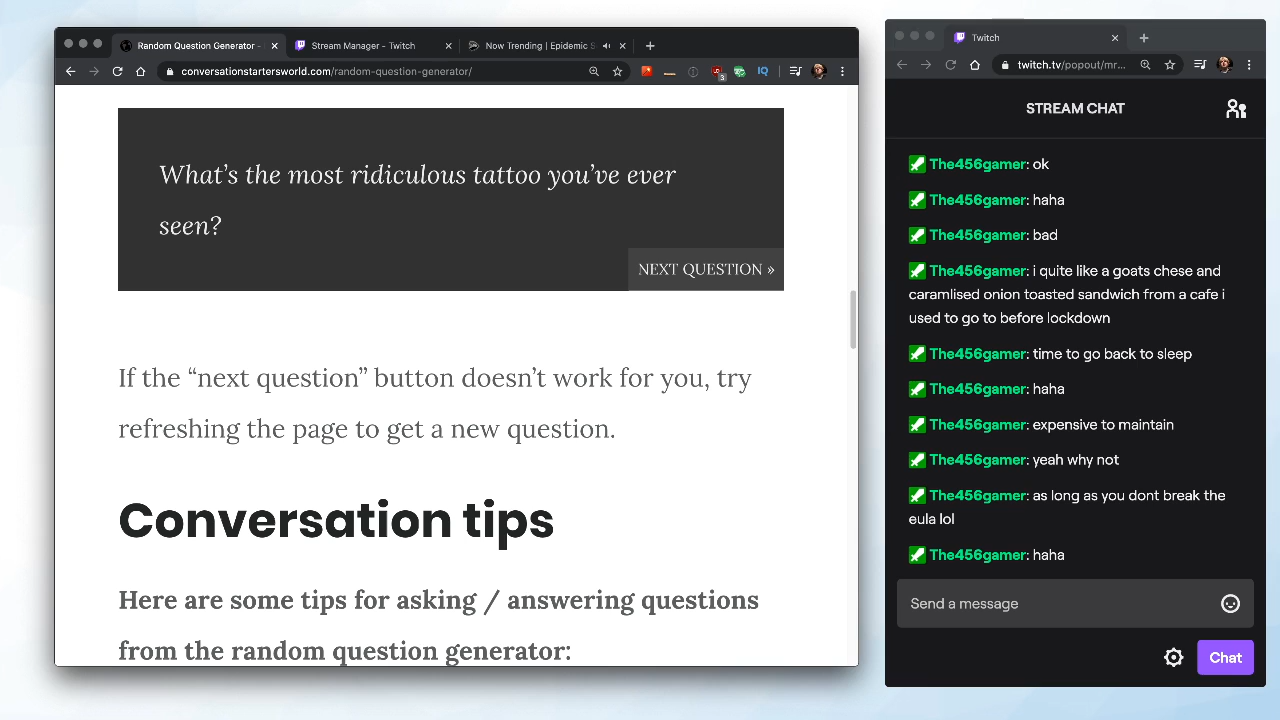 Random Question Generator -
Stream Manager - Twitch
Now Trending | Epidemic S
conversationstartersworld.com/random-question-generator/
3
IQ
What’s the most ridiculous tattoo you’ve ever
seen?
NEXT QUESTION »
If the “next question” button doesn’t work for you, try
refreshing the page to get a new question.
Conversation tips
Here are some tips for asking / answering questions
from the random question generator:
Twitch
twitch.tv/popout/mr...
STREAM CHAT
The456gamer: ok
The456gamer: haha
The456gamer: bad
The456gamer: i quite like a goats chese and
caramlised onion toasted sandwich from a cafe i
used to go to before lockdown
The456gamer: time to go back to sleep
The456gamer: haha
The456gamer: expensive to maintain
The456gamer: yeah why not
The456gamer: as long as you dont break the
eula lol
The456gamer: haha
Send a message
Chat